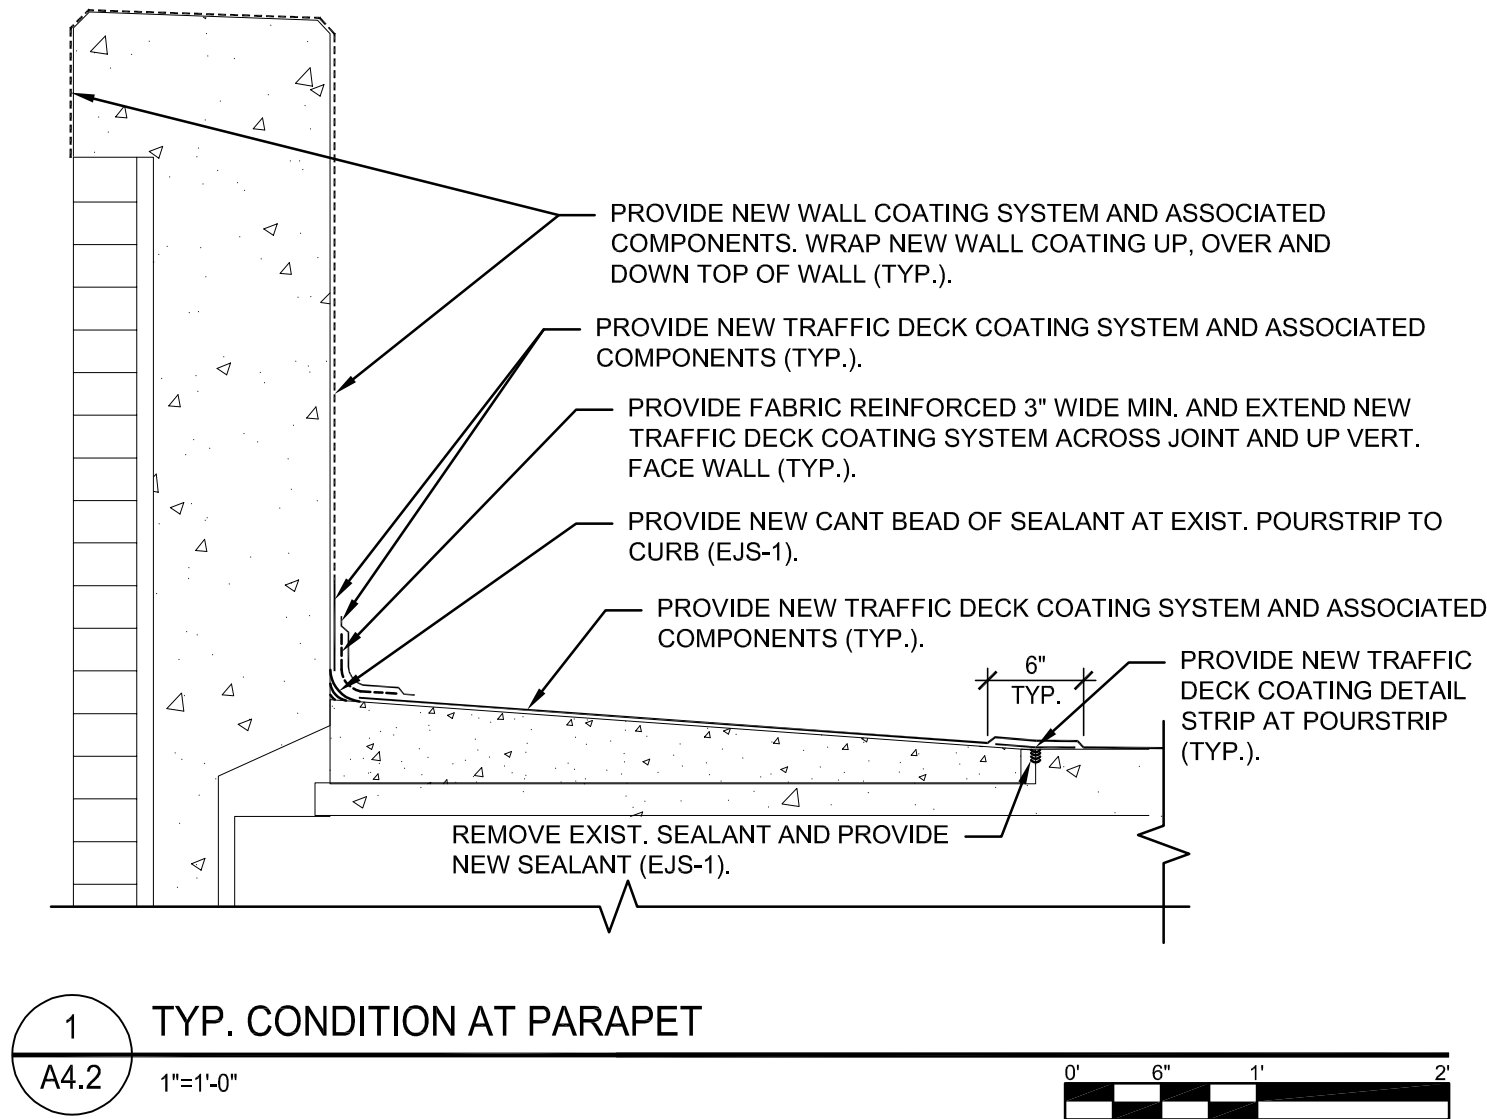 PROVIDE NEW WALL COATING SYSTEM AND ASSOCIATED
COMPONENTS. WRAP NEW WALL COATING UP, OVER AND
DOWN TOP OF WALL (TYP.).
PROVIDE NEW TRAFFIC DECK COATING SYSTEM AND ASSOCIATED
COMPONENTS (TYP.).
PROVIDE FABRIC REINFORCED 3" WIDE MIN. AND EXTEND NEW
TRAFFIC DECK COATING SYSTEM ACROSS JOINT AND UP VERT.
FACE WALL (TYP.).
PROVIDE NEW CANT BEAD OF SEALANT AT EXIST. POURSTRIP TO
CURB (EJS-1).
PROVIDE NEW TRAFFIC DECK COATING SYSTEM AND ASSOCIATED
COMPONENTS (TYP.).
6"
TYP.
PROVIDE NEW TRAFFIC
DECK COATING DETAIL
STRIP AT POURSTRIP
(TYP.).
REMOVE EXIST. SEALANT AND PROVIDE
NEW SEALANT (EJS-1).
1
TYP. CONDITION AT PARAPET
A4.2
1"=1'-0"
0' 6" 1' 2'